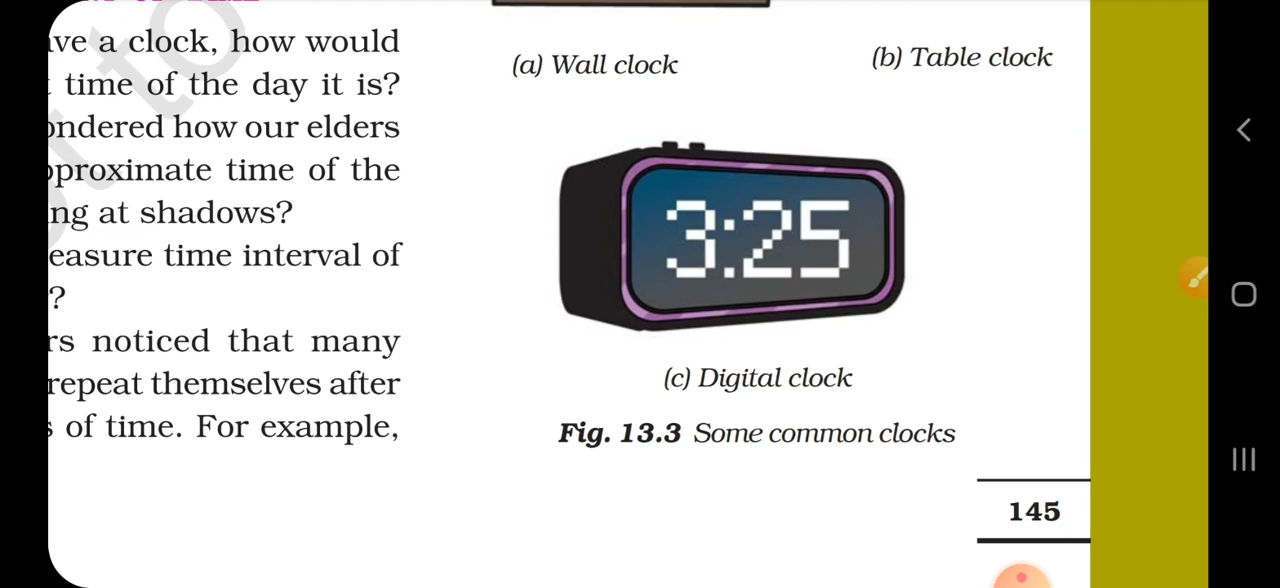 ave a clock, how would
time of the day it is?
ondered how our elders
pproximate time of the
ng at shadows?
easure time interval of
?
rs noticed that many
repeat themselves after
s of time. For example,
(a) Wall clock
(b) Table clock
3:25
(c) Digital clock
Fig. 13.3 Some common clocks
145